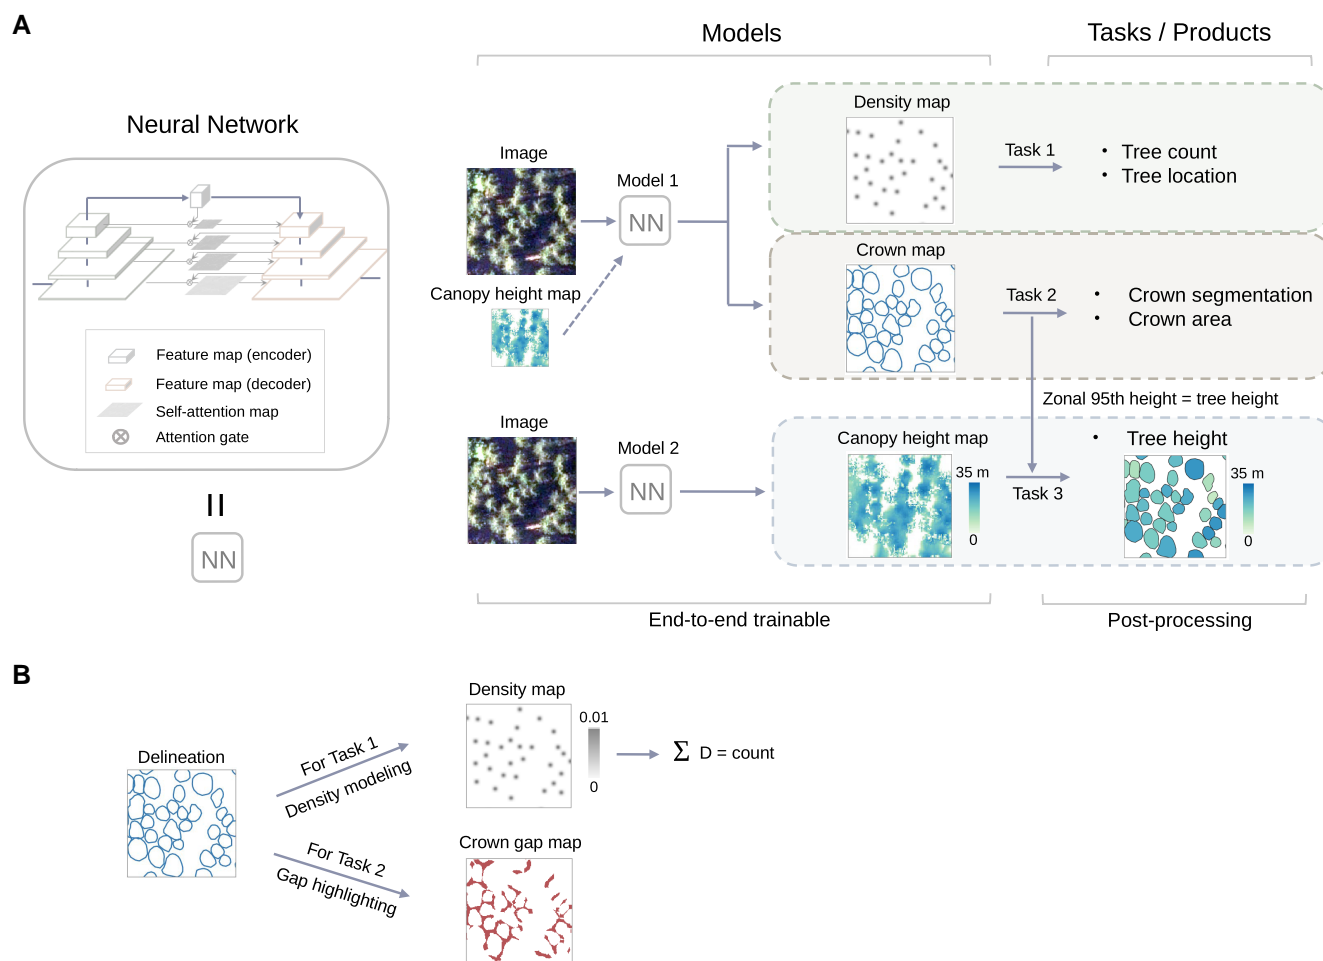 A
Models
Tasks / Products
Neural Network
Feature map (encoder)
Feature map (decoder)
Self-attention map
Attention gate
NN
Image
Canopy height map
Model 1
NN
Density map
Task 1
• Tree count
• Tree location
Crown map
Task 2
• Crown segmentation
• Crown area
Zonal 95th height = tree height
Image
Model 2
NN
Canopy height map
35 m
0
Task 3
• Tree height
35 m
0
End-to-end trainable
Post-processing
B
Delineation
For Task 1
Density modeling
For Task 2
Gap highlighting
Density map
0.01
0
Σ D = count
Crown gap map